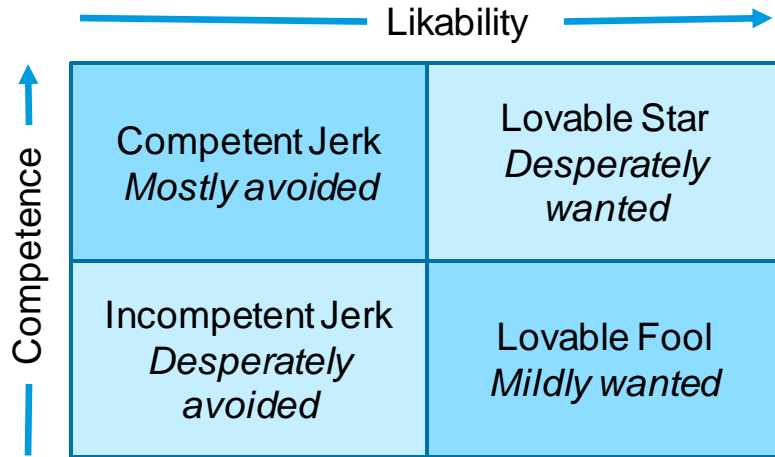 Likability
Competence
Competent Jerk
Mostly avoided
Lovable Star
Desperately
wanted
Incompetent Jerk
Desperately
avoided
Lovable Fool
Mildly wanted